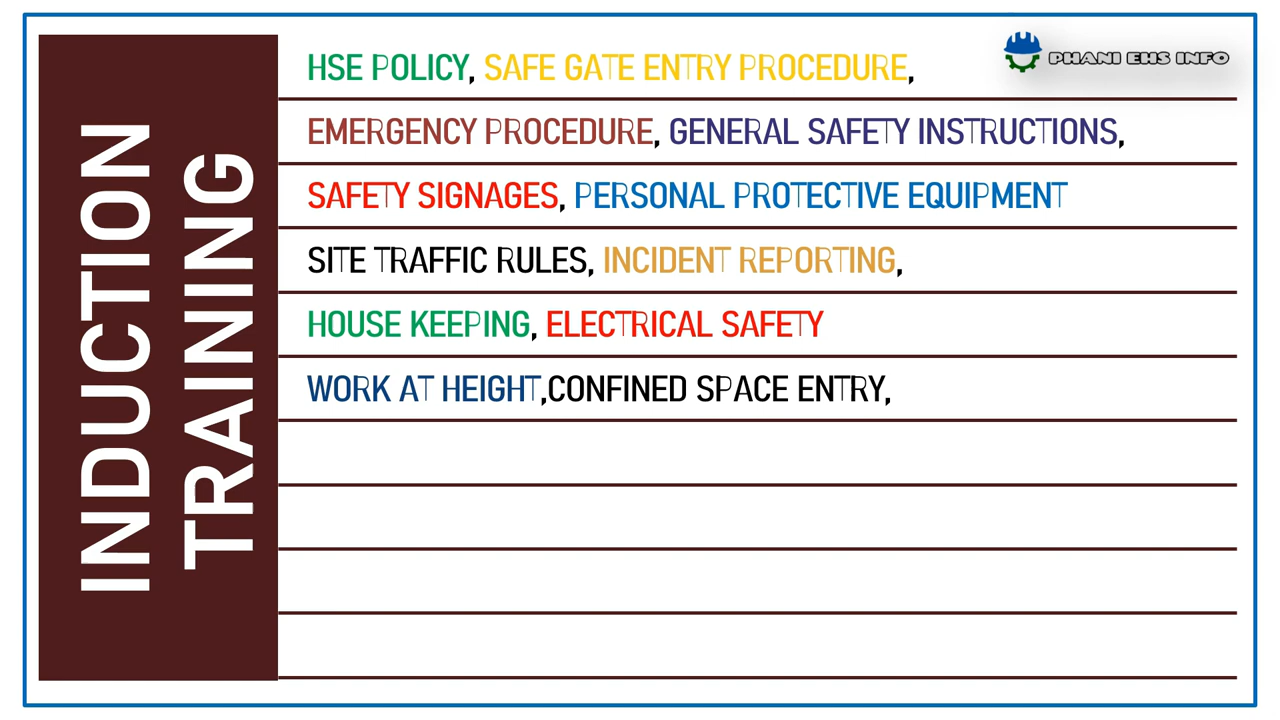 INDUCTION
TRAINING
HSE POLICY, SAFE GATE ENTRY PROCEDURE,
PHANI EHS INFO
EMERGENCY PROCEDURE, GENERAL SAFETY INSTRUCTIONS,
SAFETY SIGNAGES, PERSONAL PROTECTIVE EQUIPMENT
SITE TRAFFIC RULES, INCIDENT REPORTING,
HOUSE KEEPING, ELECTRICAL SAFETY
WORK AT HEIGHT,CONFINED SPACE ENTRY,